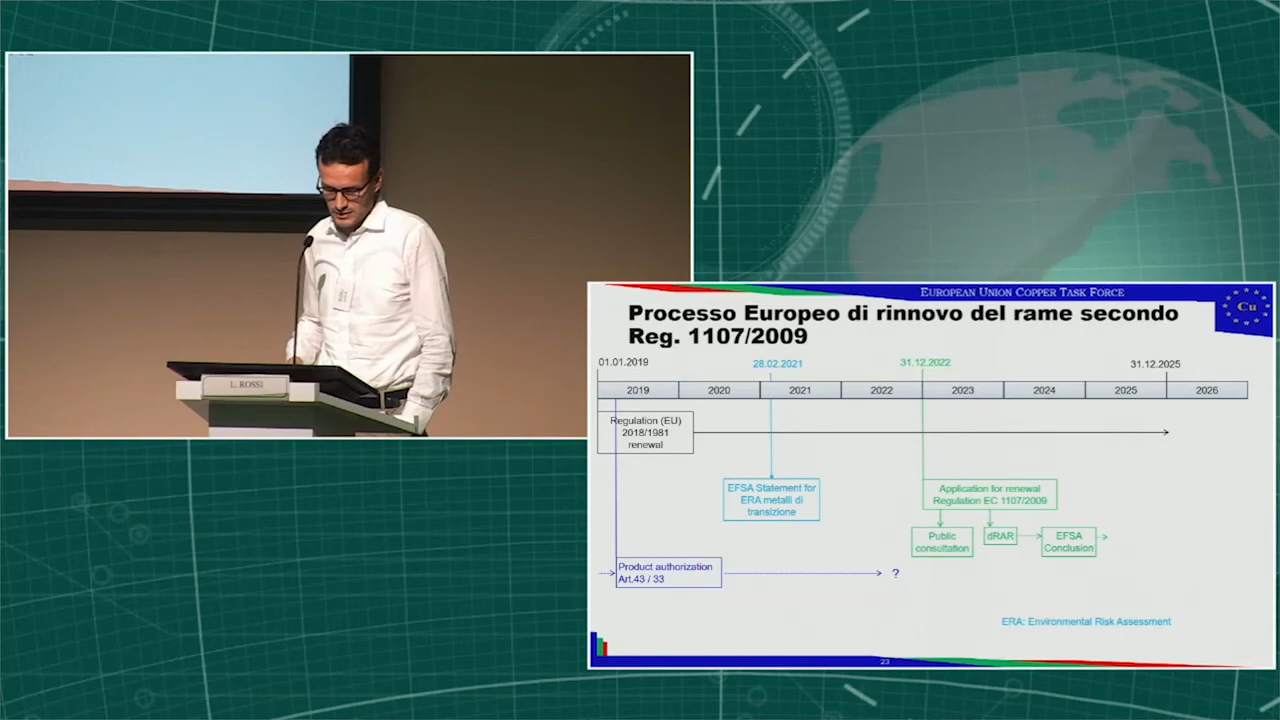 L. ROSSI
EUROPEAN UNION COPPER TASK FORCE
Cu
Processo Europeo di rinnovo del rame secondo
Reg. 1107/2009
01.01.2019
28.02.2021
31.12.2022
31.12.2025
2019 2020 2021 2022 2023 2024 2025 2026
Regulation (EU)
2018/1981
renewal
EFSA Statement for
ERA metalli di
transizione
Application for renewal
Regulation EC 1107/2009
Public
consultation
dRAR
EFSA
Conclusion
Product authorization
Art.43 / 33
?
ERA: Environmental Risk Assessment
23